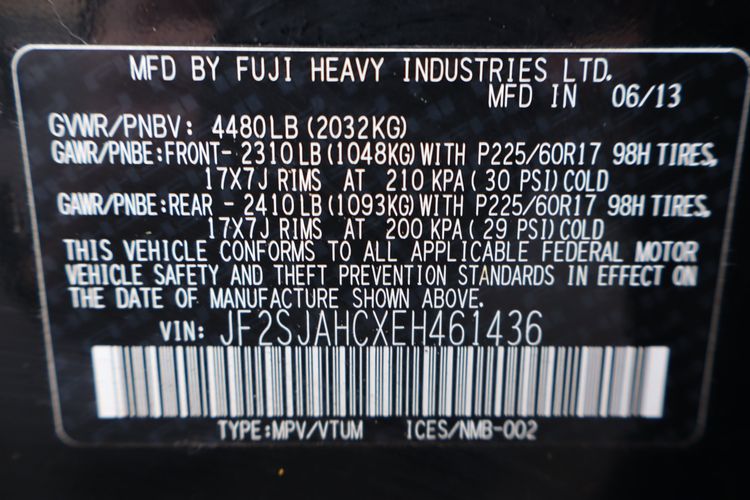 MFD BY FUJI HEAVY INDUSTRIES LTD.
MFD IN 06/13
GVWR/PNBV: 4480LB(2032KG)
GAWR/PNBE:FRONT- 2310LB(1048KG)WITH P225/60R17 98H TIRES,
17X7J RIMS AT 210 KPA(30 PSI)COLD
GAWR/PNBE:REAR - 2410LB(1093KG)WITH P225/60R17 98H TIRES,
17X7J RIMS AT 200 KPA(29 PSI)COLD
THIS VEHICLE CONFORMS TO ALL APPLICABLE FEDERAL MOTOR
VEHICLE SAFETY AND THEFT PREVENTION STANDARDS IN EFFECT ON
THE DATE OF MANUFACTURE SHOWN ABOVE.
VIN: JF2SJAHCXEH461436
TYPE:MPV/VTUM ICES/NMB-002